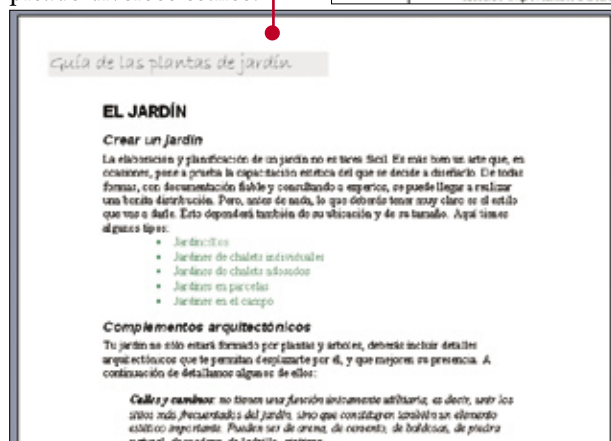 Guía de las plantas de jardín
EL JARDÍN
Crear un jardín
La elaboración y planificación de un jardín no es tarea fácil. Es más bien un arte que, en
ocasiones, pone a prueba la capacitación estética del que se decide a diseñarlo. De todas
formas, con documentación fiable y consultando a expertos, se puede llegar a realizar
una bonita distribución. Pero, antes de nada, lo que deberás tener muy claro es el estilo
que vas a darle. Esto dependerá también de su ubicación y de su tamaño. Aquí tienes
algunos tipos:
• Jardincillos
• Jardines de chalets individuales
• Jardines de chalets adosados
• Jardines en parcelas
• Jardines en el campo
Complementos arquitectónicos
Tu jardín no sólo estará formado por plantas y árboles, deberás incluir detalles
arquitectónicos que te permitan desplazarte por él, y que mejoren su presencia. A
continuación de detallamos algunos de ellos:
Calles y caminos: no tienen una función únicamente utilitaria, es decir, unir los
sitios más frecuentados del jardín, sino que constituyen también un elemento
estético importante. Pueden ser de arena, de cemento, de baldosas, de piedra